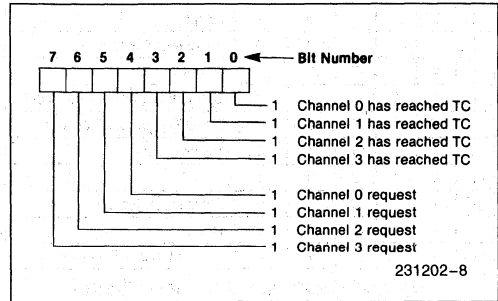 7 6 5 4 3 2 1 0 Bit Number
1 Channel 0 has reached TC
1 Channel 1 has reached TC
1 Channel 2 has reached TC
1 Channel 3 has reached TC
1 Channel 0 request
1 Channel 1 request
1 Channel 2 request
1 Channel 3 request
231202-8